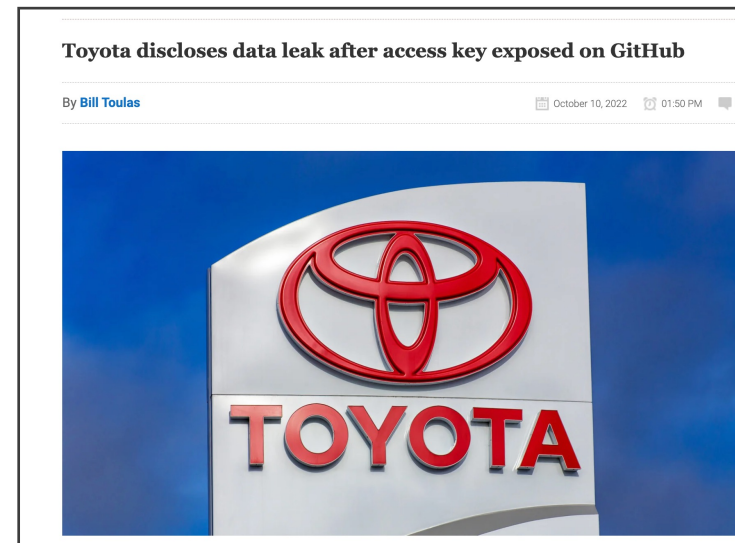 Toyota discloses data leak after access key exposed on GitHub
By Bill Toulas
October 10, 2022 01:50 PM
TOYOTA